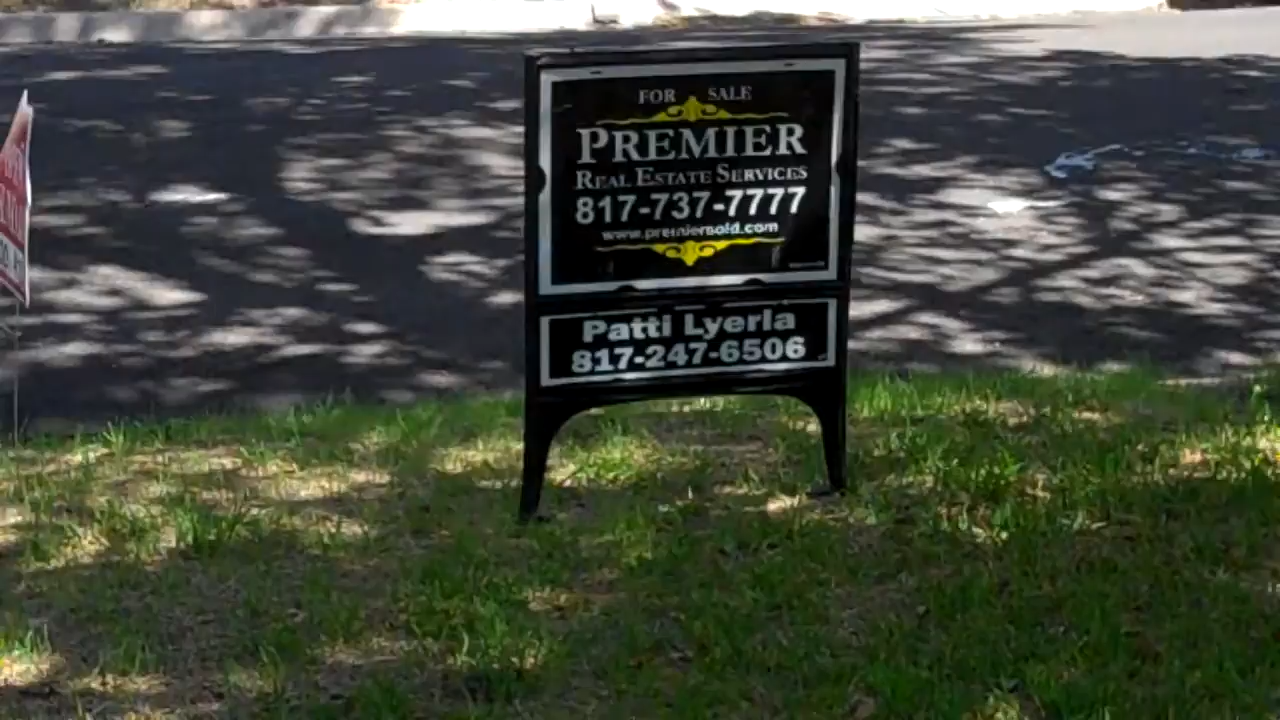 FOR SALE
PREMIER
REAL ESTATE SERVICES
817-737-7777
www.premiersold.com
Patti Lyerla
817-247-6506